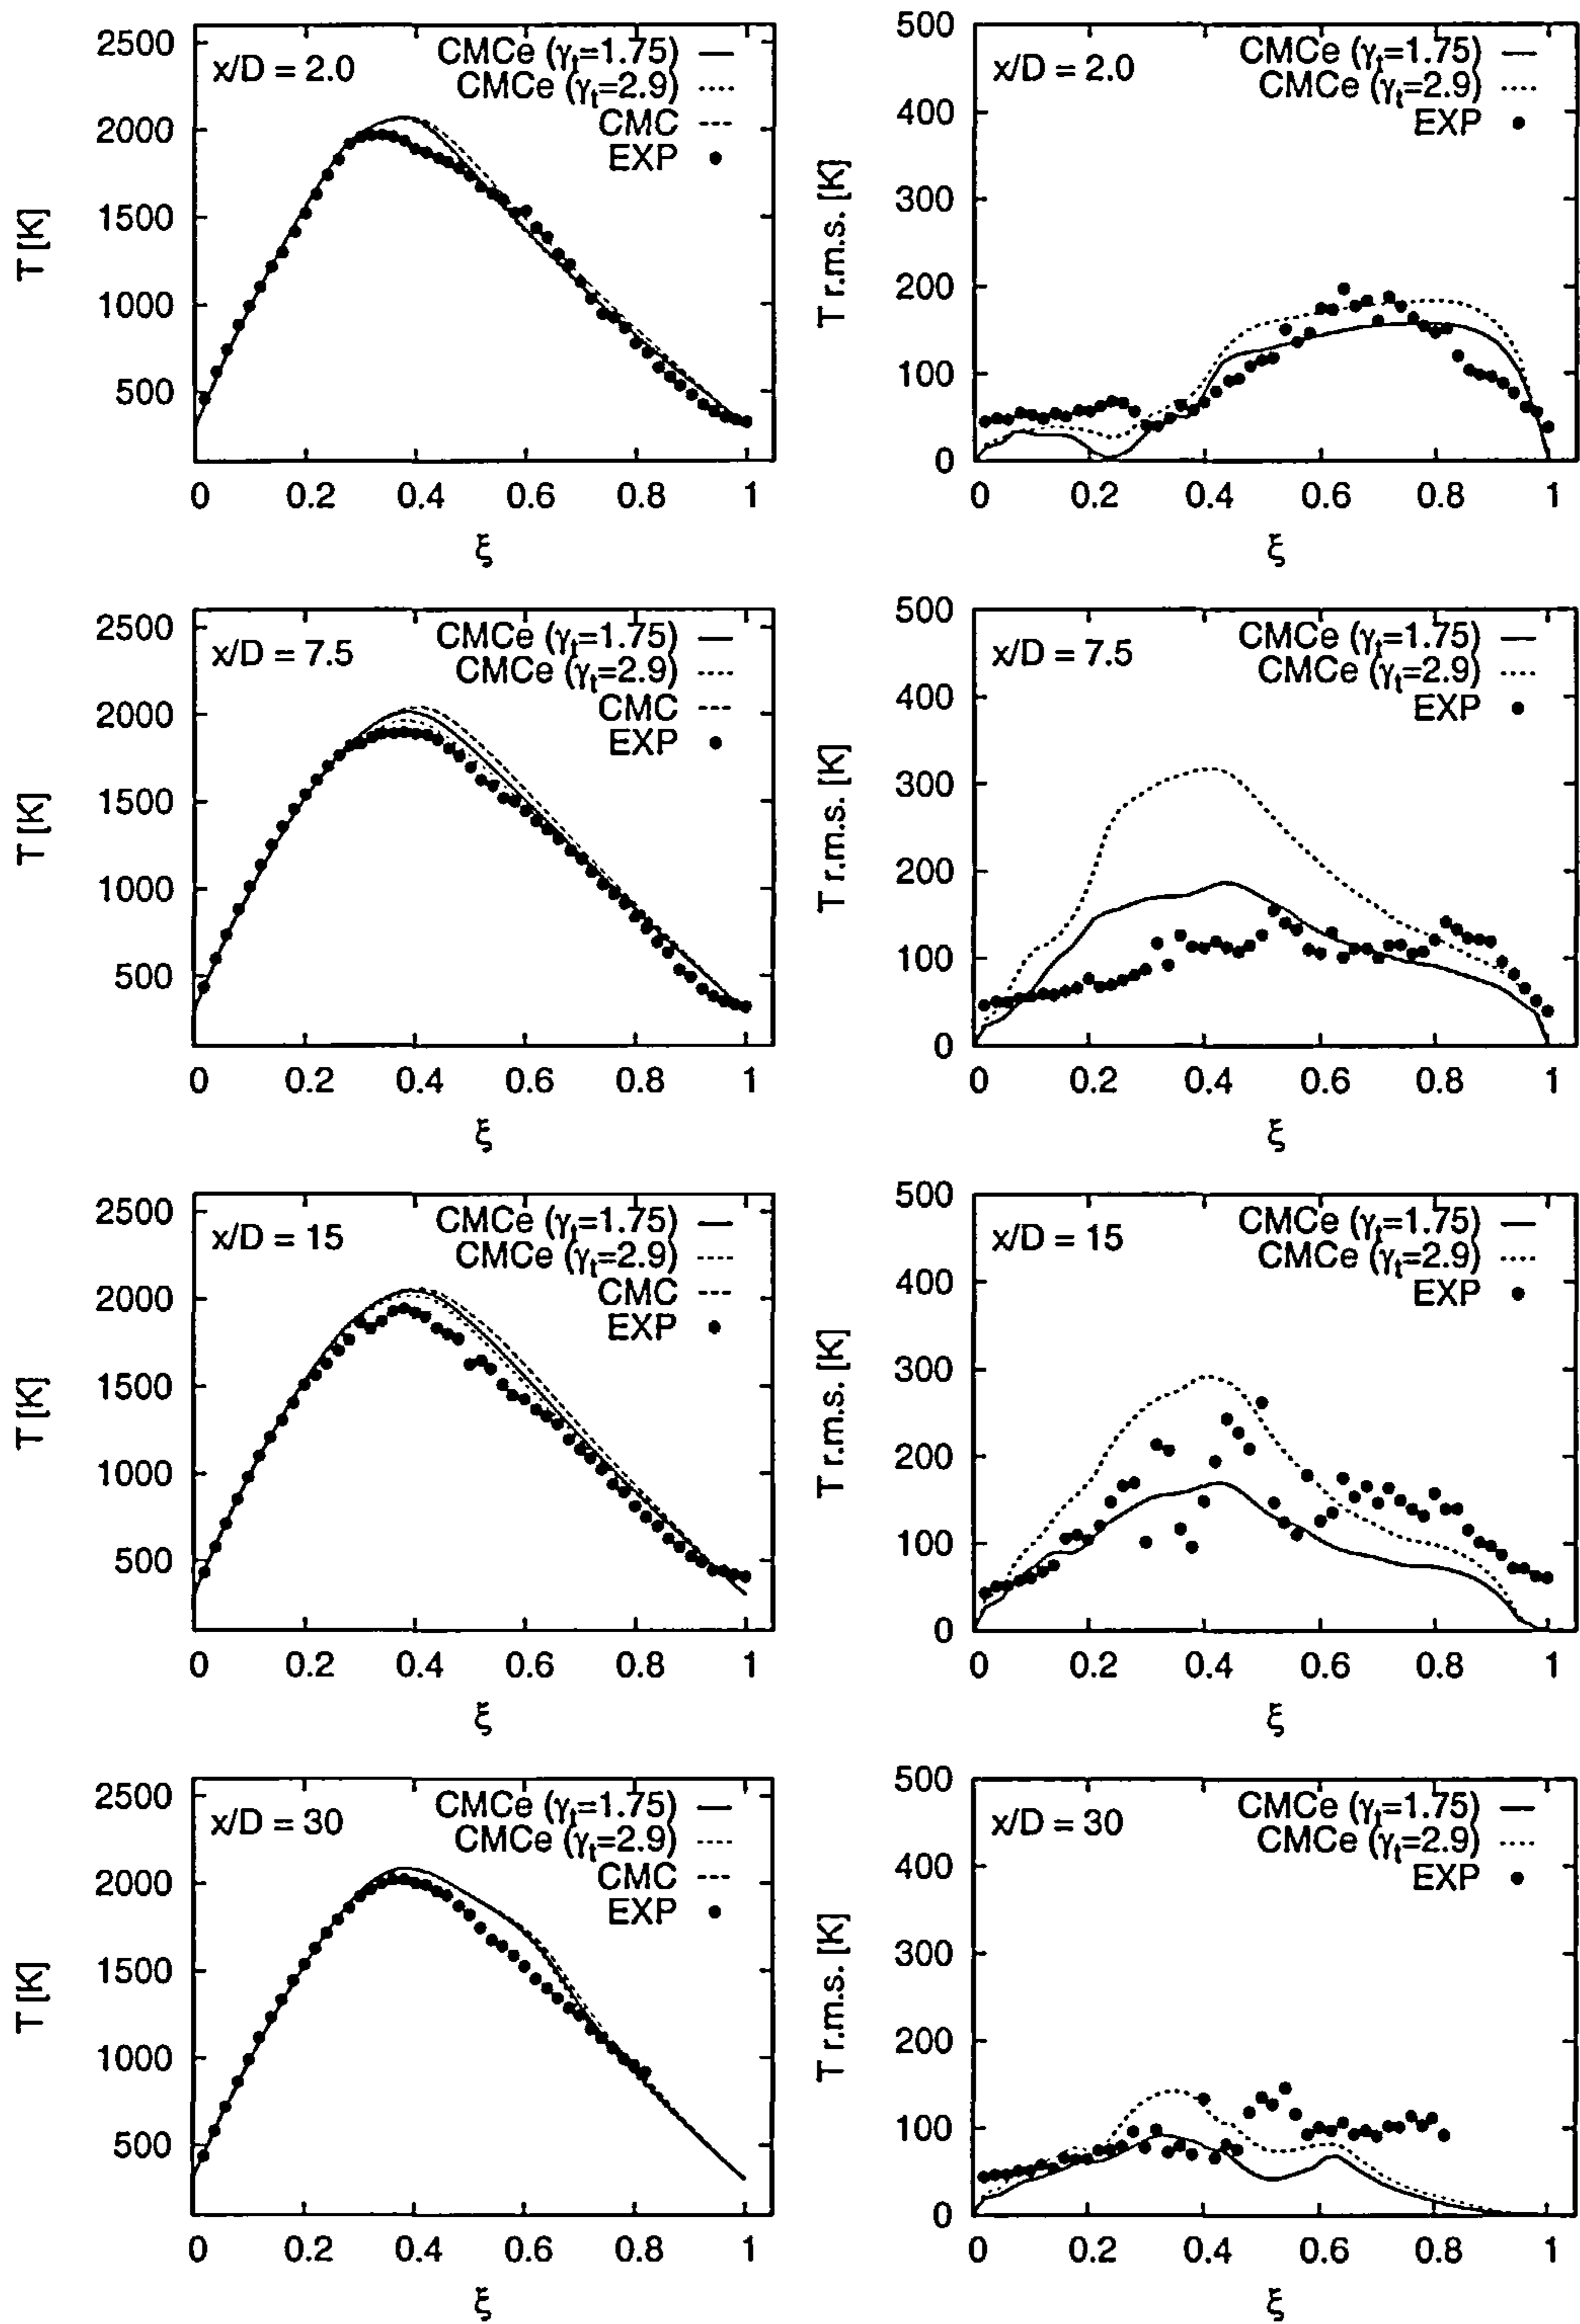 2500
2000
1500
1000
500
T [K]
x/D = 2.0
CMCe (γt=1.75)
CMCe (γt=2.9)
CMC
EXP
0 0.2 0.4 0.6 0.8 1
ξ
500
400
300
200
100
0
T r.m.s. [K]
x/D = 2.0
CMCe (γt=1.75)
CMCe (γt=2.9)
EXP
0 0.2 0.4 0.6 0.8 1
ξ
2500
2000
1500
1000
500
T [K]
x/D = 7.5
CMCe (γt=1.75)
CMCe (γt=2.9)
CMC
EXP
0 0.2 0.4 0.6 0.8 1
ξ
500
400
300
200
100
0
T r.m.s. [K]
x/D = 7.5
CMCe (γt=1.75)
CMCe (γt=2.9)
EXP
0 0.2 0.4 0.6 0.8 1
ξ
2500
2000
1500
1000
500
T [K]
x/D = 15
CMCe (γt=1.75)
CMCe (γt=2.9)
CMC
EXP
0 0.2 0.4 0.6 0.8 1
ξ
500
400
300
200
100
0
T r.m.s. [K]
x/D = 15
CMCe (γt=1.75)
CMCe (γt=2.9)
EXP
0 0.2 0.4 0.6 0.8 1
ξ
2500
2000
1500
1000
500
T [K]
x/D = 30
CMCe (γt=1.75)
CMCe (γt=2.9)
CMC
EXP
0 0.2 0.4 0.6 0.8 1
ξ
500
400
300
200
100
0
T r.m.s. [K]
x/D = 30
CMCe (γt=1.75)
CMCe (γt=2.9)
EXP
0 0.2 0.4 0.6 0.8 1
ξ